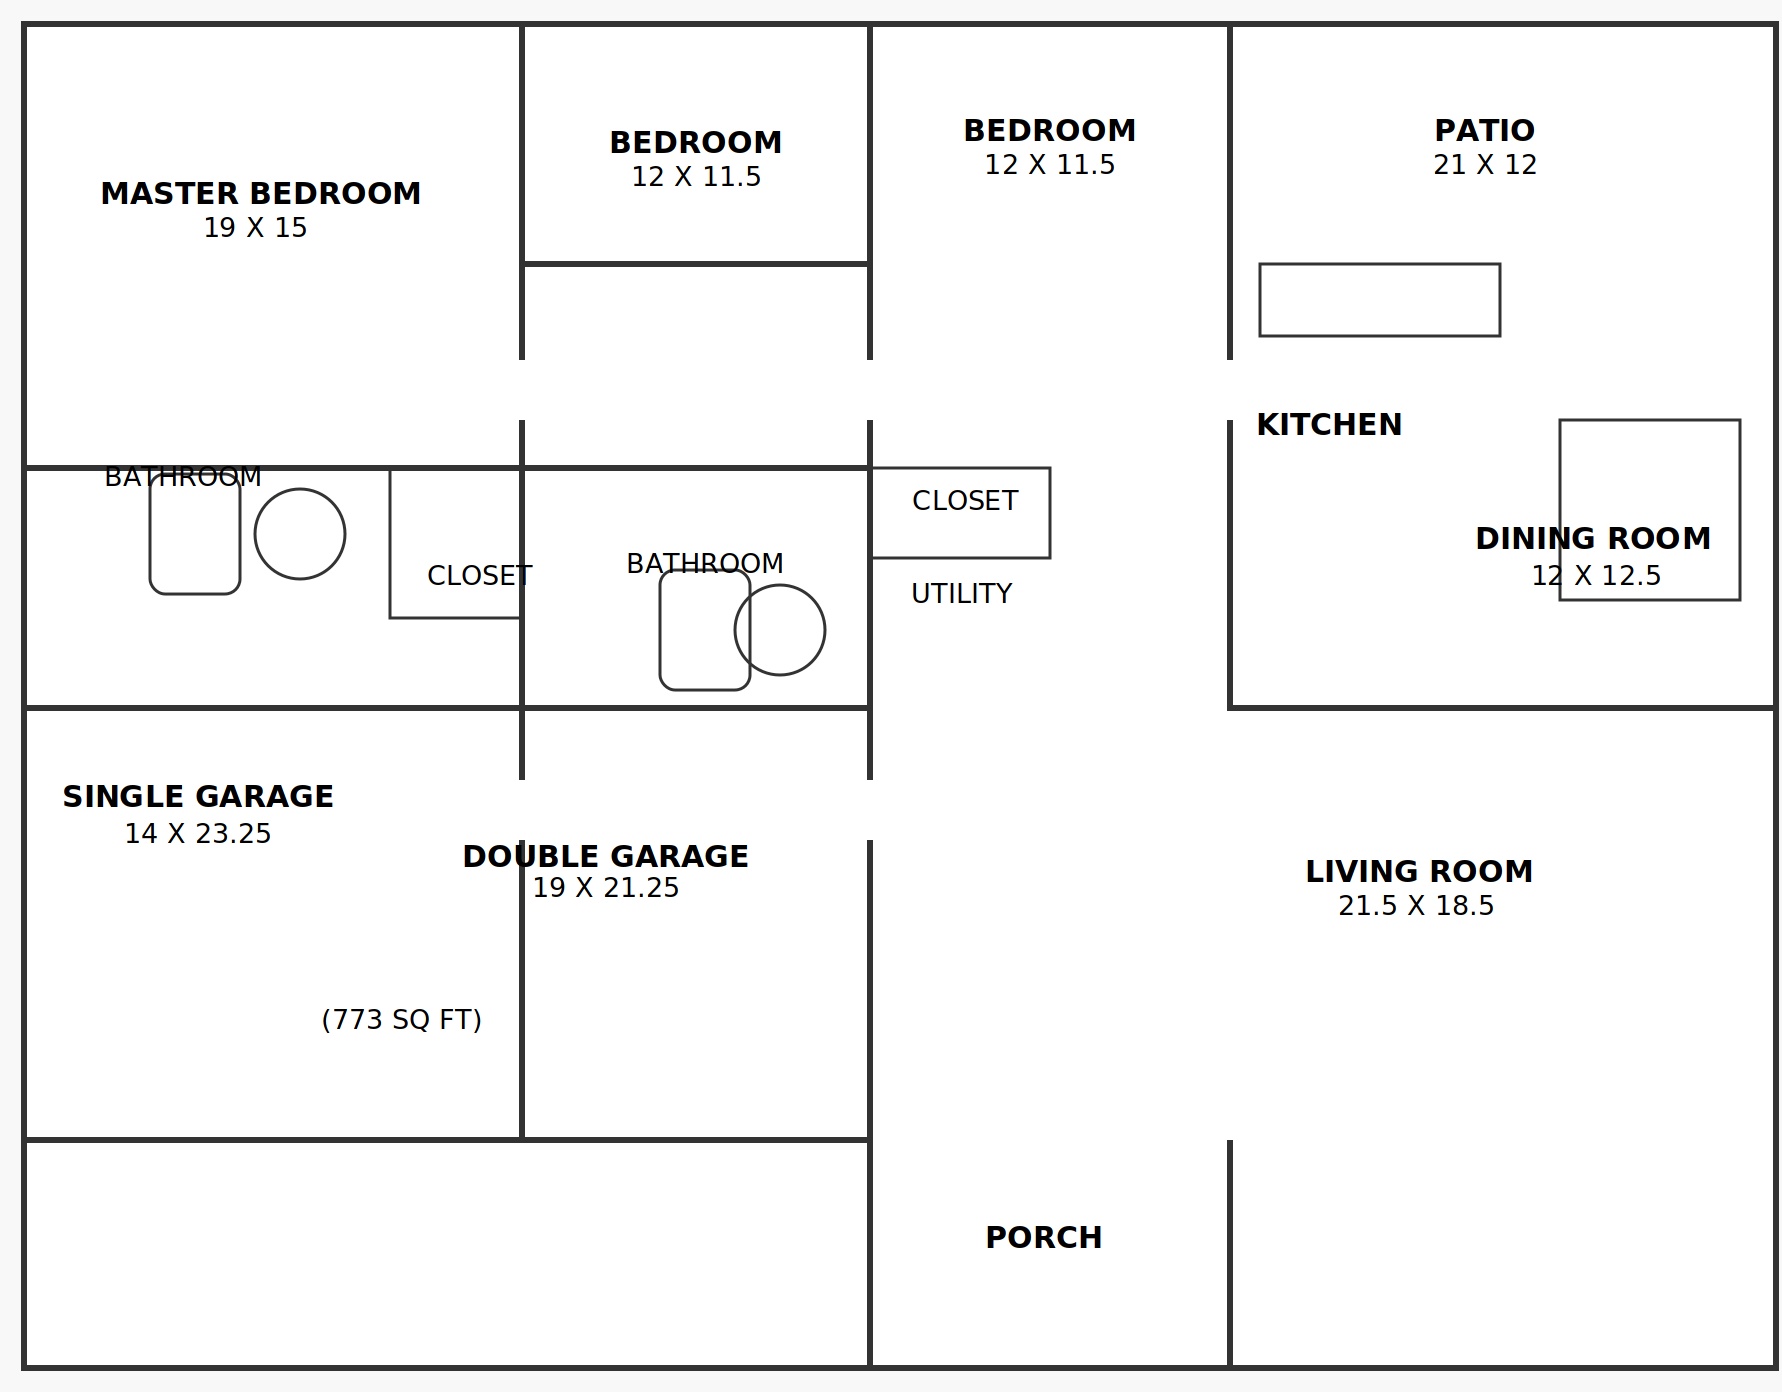 MASTER BEDROOM
19 X 15
BEDROOM
12 X 11.5
BEDROOM
12 X 11.5
PATIO
21 X 12
KITCHEN
BATHROOM
CLOSET
BATHROOM
CLOSET
UTILITY
DINING ROOM
12 X 12.5
SINGLE GARAGE
14 X 23.25
DOUBLE GARAGE
19 X 21.25
LIVING ROOM
21.5 X 18.5
(773 SQ FT)
PORCH